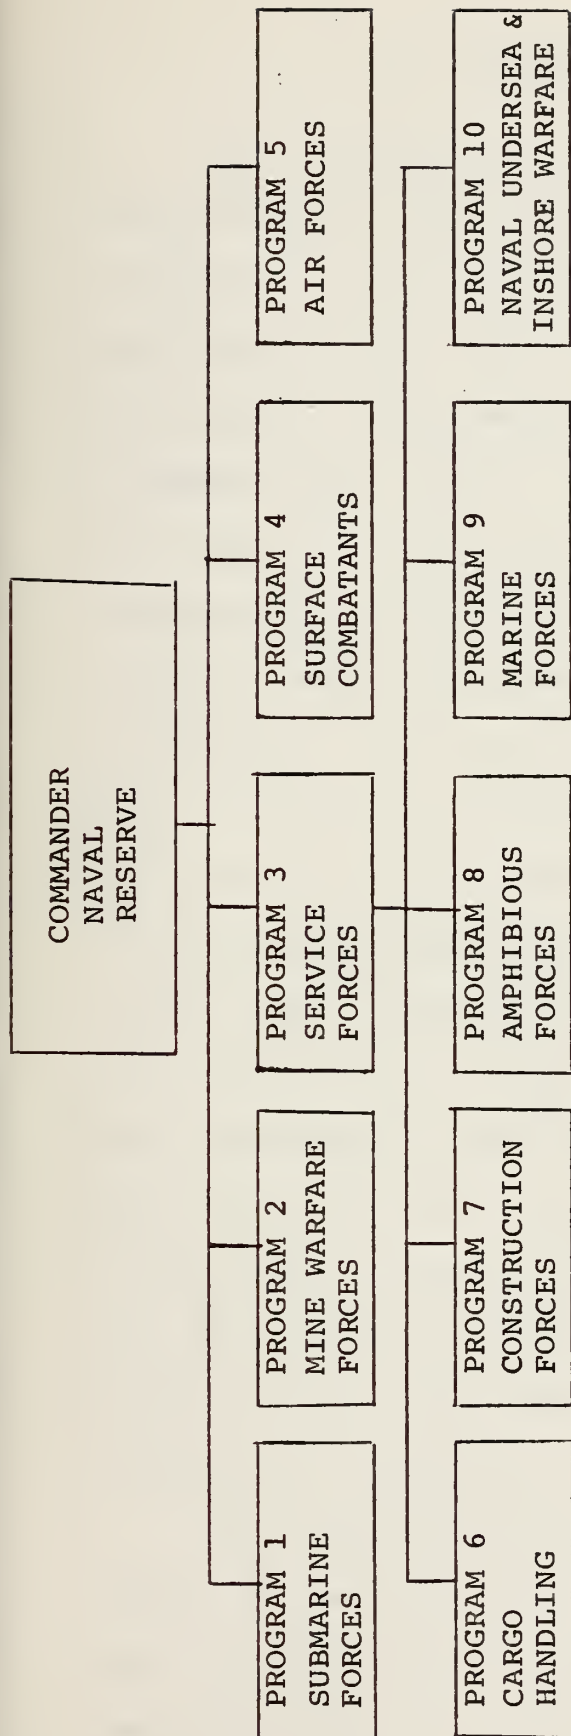 COMMANDER
NAVAL
RESERVE
PROGRAM 1
SUBMARINE
FORCES
PROGRAM 2
MINE WARFARE
FORCES
PROGRAM 3
SERVICE
FORCES
PROGRAM 4
SURFACE
COMBATANTS
PROGRAM 5
AIR FORCES
PROGRAM 6
CARGO
HANDLING
PROGRAM 7
CONSTRUCTION
FORCES
PROGRAM 8
AMPHIBIOUS
FORCES
PROGRAM 9
MARINE
FORCES
PROGRAM 10
NAVAL UNDERSEA &
INSHORE WARFARE